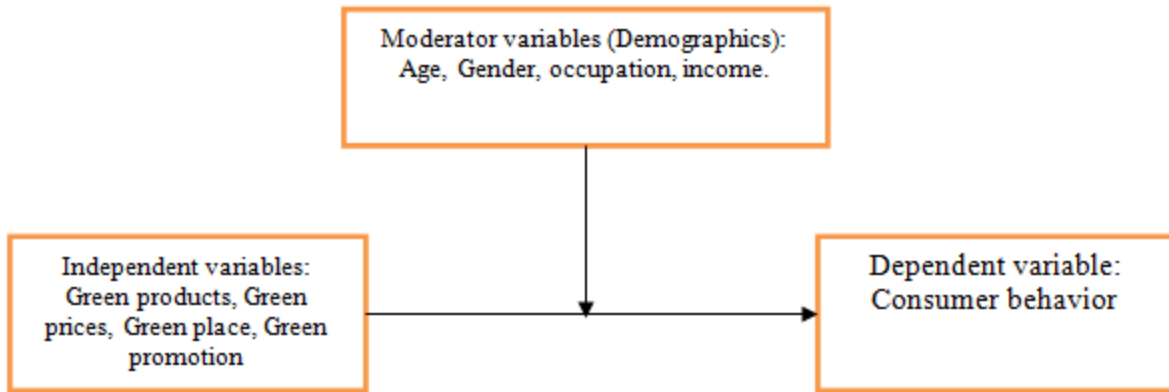 Moderator variables (Demographics):
Age, Gender, occupation, income.
Independent variables:
Green products, Green
prices, Green place, Green
promotion
Dependent variable:
Consumer behavior